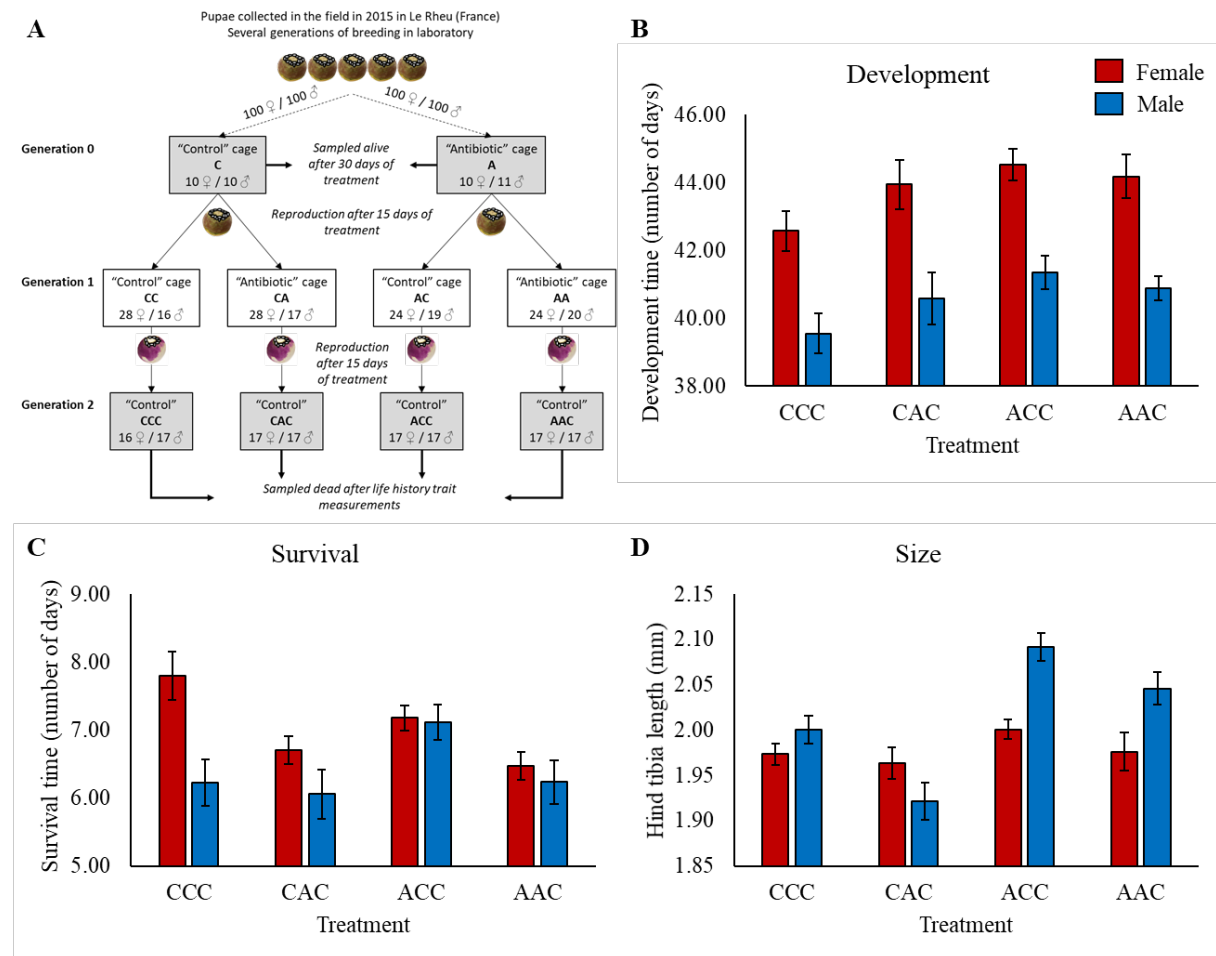 A
Pupae collected in the field in 2015 in Le Rheu (France)
Several generations of breeding in laboratory
100 ♀ / 100 ♂
100 ♀ / 100 ♂
Generation 0
“Control” cage
C
10 ♀ / 10 ♂
Sampled alive
after 30 days of
treatment
“Antibiotic” cage
A
10 ♀ / 11 ♂
Reproduction after 15 days of
treatment
Generation 1
“Control” cage
CC
28 ♀ / 16 ♂
“Antibiotic” cage
CA
28 ♀ / 17 ♂
“Control” cage
AC
24 ♀ / 19 ♂
“Antibiotic” cage
AA
24 ♀ / 20 ♂
Reproduction
after 15 days
of treatment
Generation 2
“Control”
CCC
16 ♀ / 17 ♂
“Control”
CAC
17 ♀ / 17 ♂
“Control”
ACC
17 ♀ / 17 ♂
“Control”
AAC
17 ♀ / 17 ♂
Sampled dead after life history trait
measurements
B
Development
Female
Male
Development time (number of days)
46.00
44.00
42.00
40.00
38.00
CCC CAC ACC AAC
Treatment
C
Survival
Survival time (number of days)
9.00
8.00
7.00
6.00
5.00
CCC CAC ACC AAC
Treatment
D
Size
Hind tibia length (mm)
2.15
2.10
2.05
2.00
1.95
1.90
1.85
CCC CAC ACC AAC
Treatment